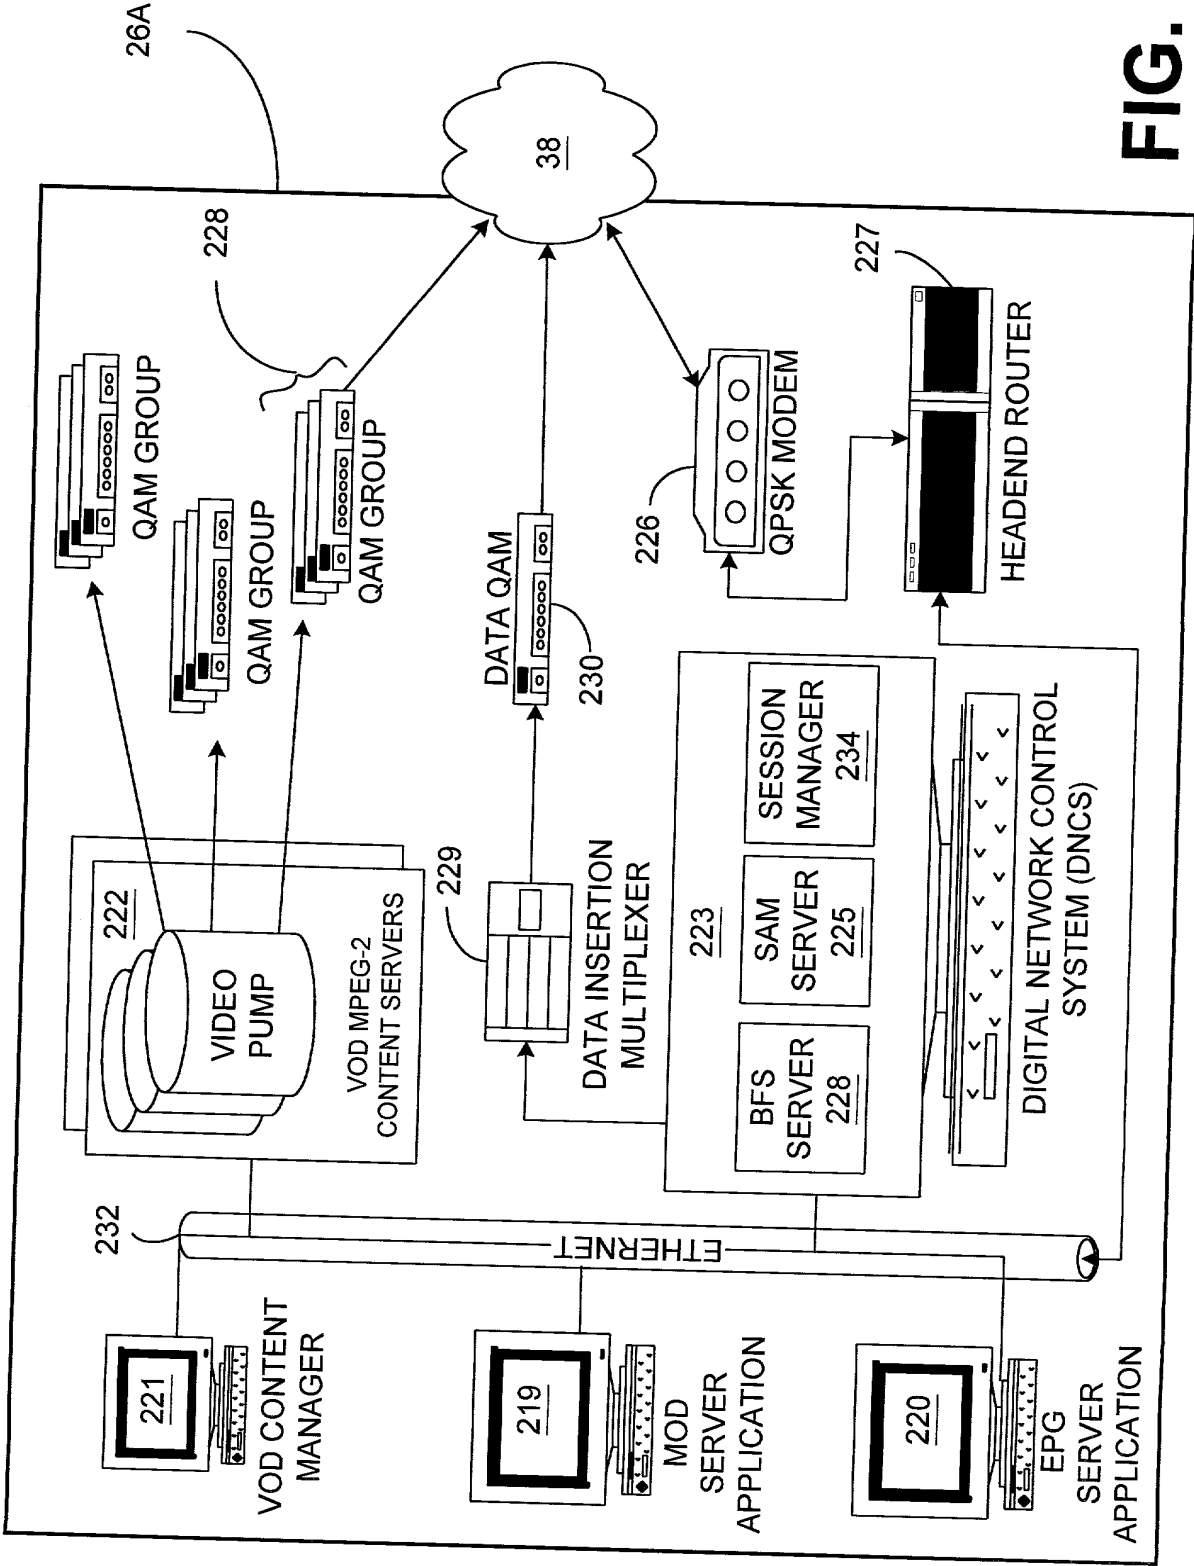 26A
QAM GROUP
228
QAM GROUP
QAM GROUP
38
222
VIDEO
PUMP
VOD MPEG-2
CONTENT SERVERS
232
221
VOD CONTENT
MANAGER
DATA QAM
230
229
DATA INSERTION
MULTIPLEXER
ETHERNET
219
MOD
SERVER
APPLICATION
226
QPSK MODEM
227
HEADEND ROUTER
223
BFS
SERVER
228
SAM
SERVER
225
SESSION
MANAGER
234
DIGITAL NETWORK CONTROL
SYSTEM (DNCS)
220
EPG
SERVER
APPLICATION
FIG.